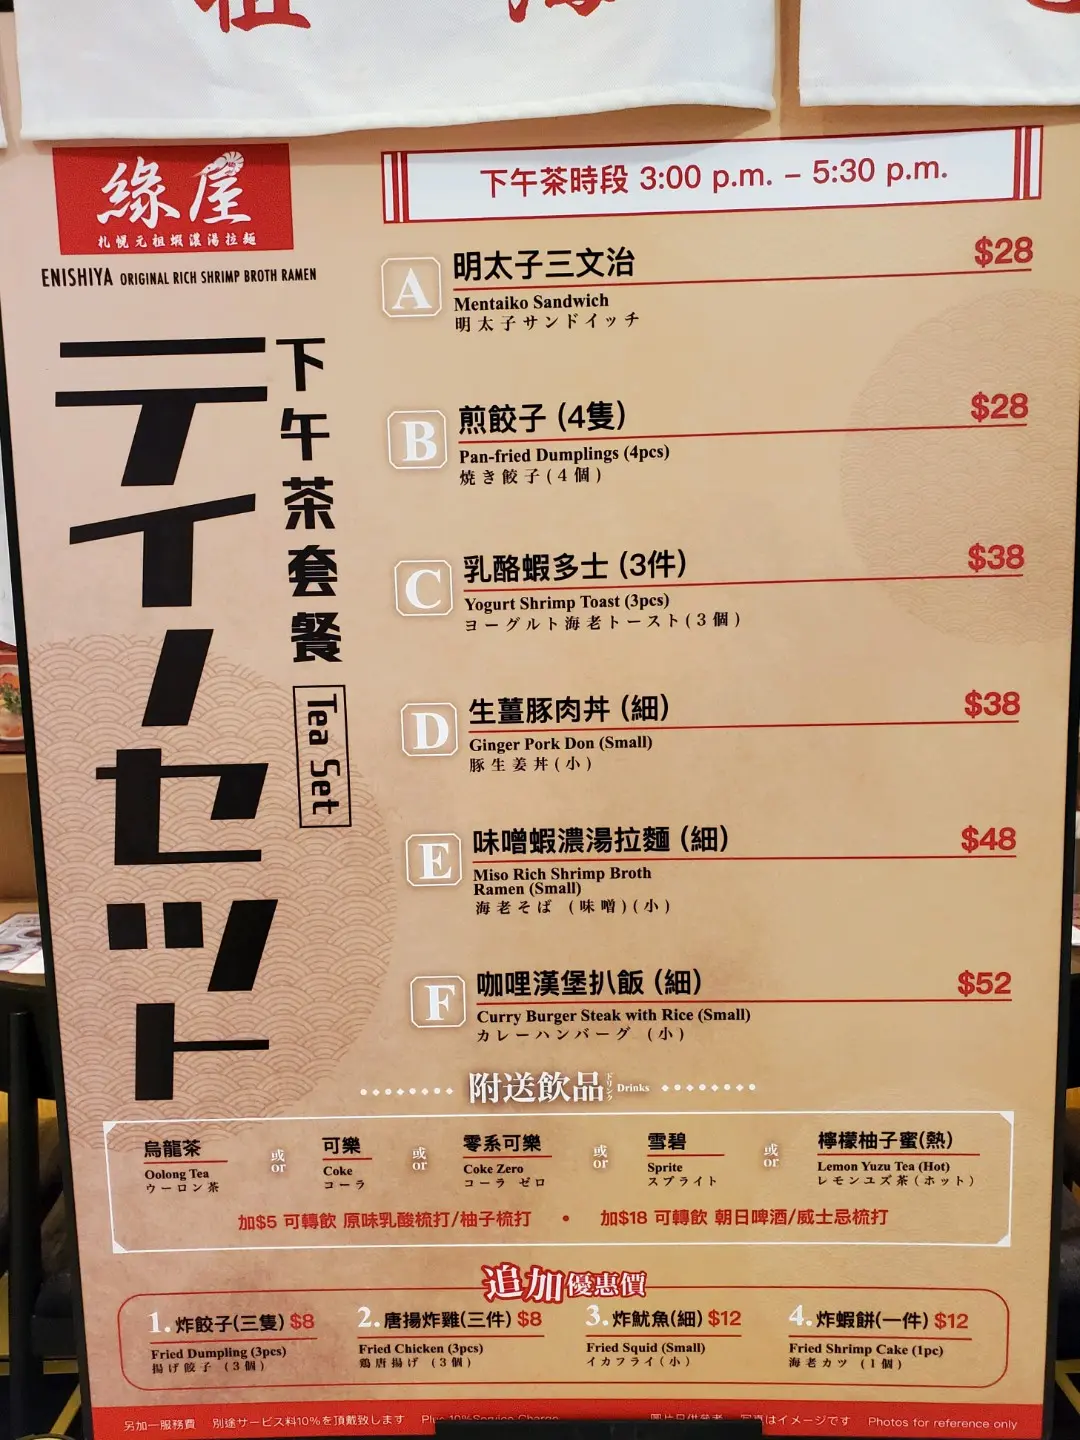 緣屋
札幌元祖蝦濃湯拉麵
ENISHIYA ORIGINAL RICH SHRIMP BROTH RAMEN
ティーセット
下午茶套餐
Tea Set
下午茶時段 3:00 p.m. – 5:30 p.m.
A 明太子三文治 $28
Mentaiko Sandwich
明太子サンドイッチ
B 煎餃子 (4隻) $28
Pan-fried Dumplings (4pcs)
焼き餃子(4個)
C 乳酪蝦多士 (3件) $38
Yogurt Shrimp Toast (3pcs)
ヨーグルト海老トースト(3個)
D 生薑豚肉丼 (細) $38
Ginger Pork Don (Small)
豚生姜丼(小)
E 味噌蝦濃湯拉麵 (細) $48
Miso Rich Shrimp Broth
Ramen (Small)
海老そば (味噌)(小)
F 咖哩漢堡扒飯 (細) $52
Curry Burger Steak with Rice (Small)
カレーハンバーグ (小)
附送飲品 ドリンク Drinks
烏龍茶 或 可樂 或 零系可樂 或 雪碧 或 檸檬柚子蜜(熱)
Oolong Tea or Coke or Coke Zero or Sprite or Lemon Yuzu Tea (Hot)
ウーロン茶 コーラ コーラ ゼロ スプライト レモンユズ茶(ホット)
加$5 可轉飲 原味乳酸梳打/柚子梳打 • 加$18 可轉飲 朝日啤酒/威士忌梳打
追加優惠價
1. 炸餃子(三隻) $8 2. 唐揚炸雞(三件) $8 3. 炸魷魚(細) $12 4. 炸蝦餅(一件) $12
Fried Dumpling (3pcs) Fried Chicken (3pcs) Fried Squid (Small) Fried Shrimp Cake (1pc)
揚げ餃子 (3個) 鶏唐揚げ (3個) イカフライ(小) 海老カツ (1個)
另加一服務費 別途サービス料10%を頂戴致します Plus 10% Service Charge 圖片只供參考 写真はイメージです Photos for reference only